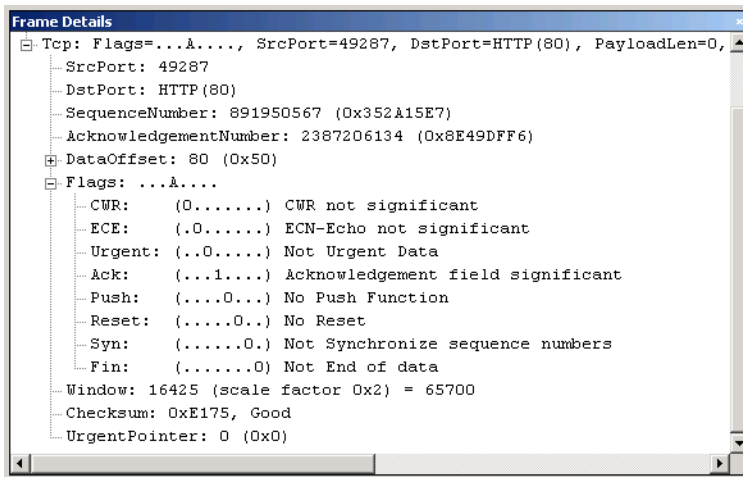 Frame Details
Tcp: Flags=...A...., SrcPort=49287, DstPort=HTTP(80), PayloadLen=0,
SrcPort: 49287
DstPort: HTTP(80)
SequenceNumber: 891950567 (0x352A15E7)
AcknowledgementNumber: 2387206134 (0x8E49DFF6)
DataOffset: 80 (0x50)
Flags: ...A....
CWR: (0.......) CWR not significant
ECE: (.0......) ECN-Echo not significant
Urgent: (..0.....) Not Urgent Data
Ack: (...1....) Acknowledgement field significant
Push: (....0...) No Push Function
Reset: (.....0..) No Reset
Syn: (......0.) Not Synchronize sequence numbers
Fin: (.......0) Not End of data
Window: 16425 (scale factor 0x2) = 65700
Checksum: 0xE175, Good
UrgentPointer: 0 (0x0)